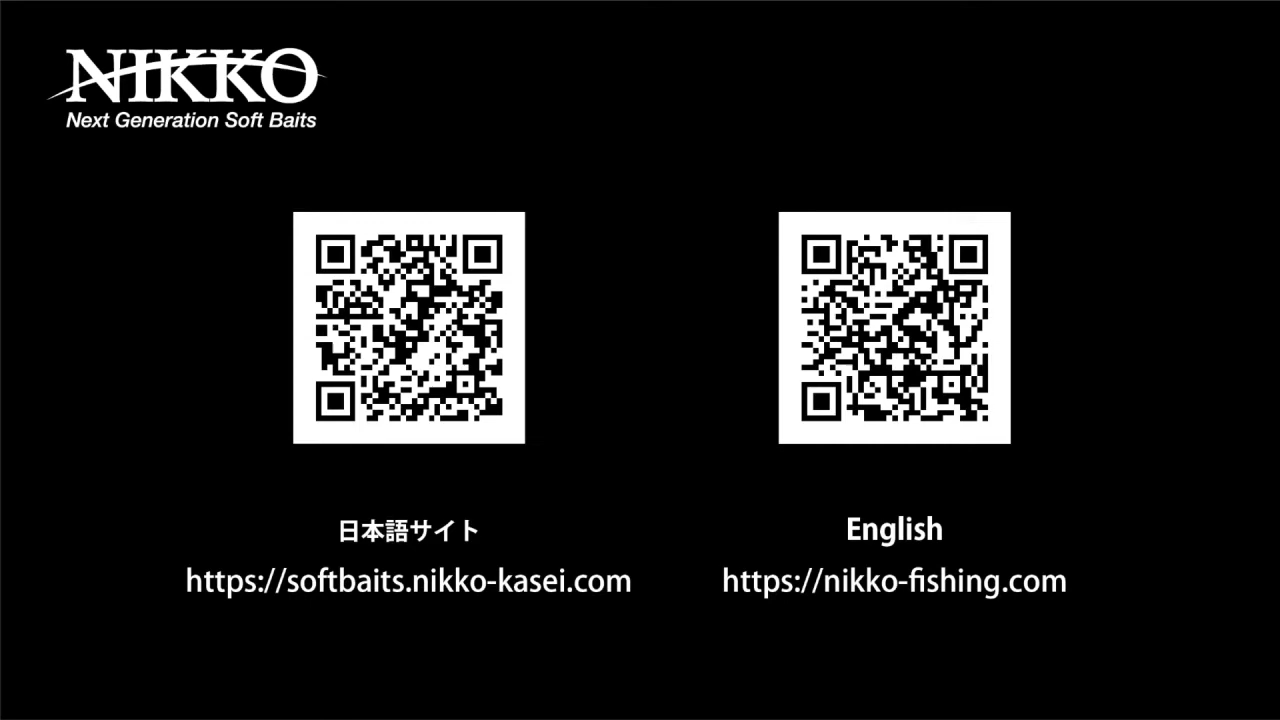 NIKKO
Next Generation Soft Baits
日本語サイト
https://softbaits.nikko-kasei.com
English
https://nikko-fishing.com